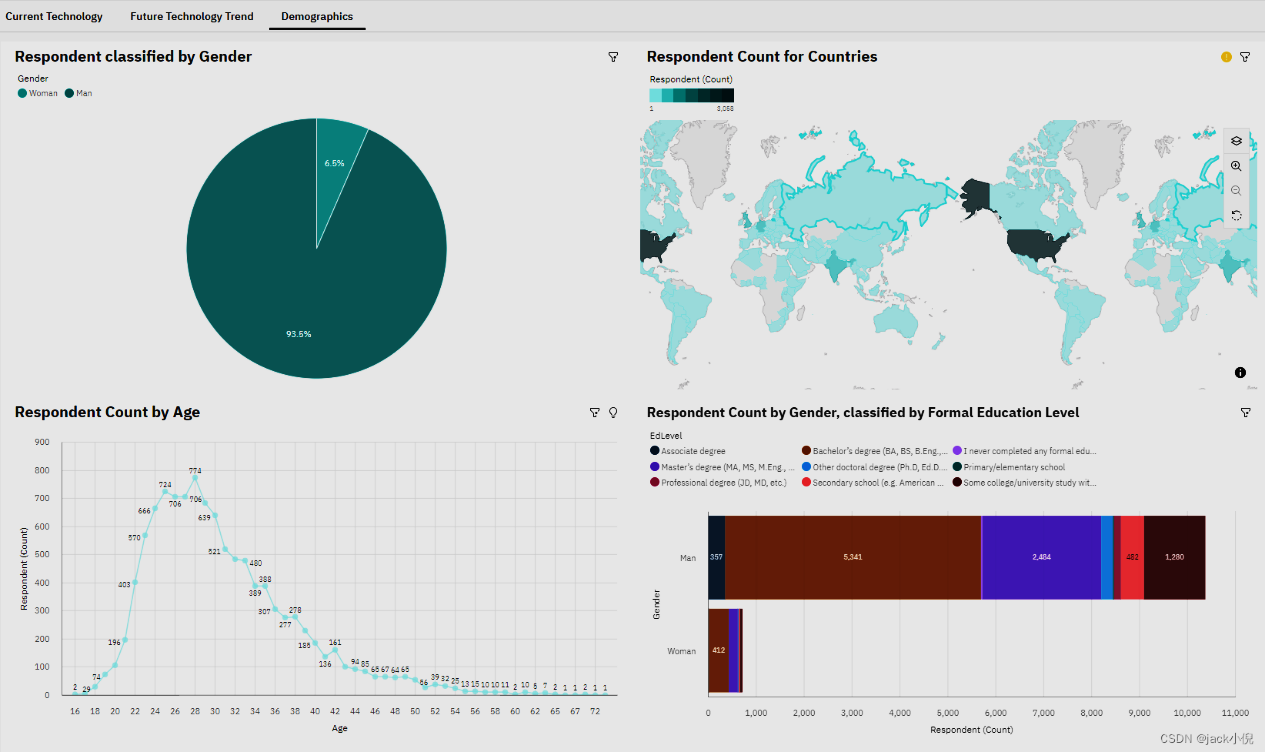 Current Technology Future Technology Trend Demographics
Respondent classified by Gender
Gender
Woman Man
6.5%
93.5%
Respondent Count for Countries
Respondent (Count)
1 3,058
Respondent Count by Age
Respondent (Count)
900
800
700
600
500
400
300
200
100
0
2 29 74 196 403 570 666 724 706 706 774 639 521 480 389 388 307 277 278 185 136 161 94 85 65 67 64 65 56 39 32 25 13 15 10 10 11 2 10 5 7 2 1 1 2 1 1
16 18 20 22 24 26 28 30 32 34 36 38 40 42 44 46 48 50 52 54 56 58 60 62 65 67 72
Age
Respondent Count by Gender, classified by Formal Education Level
EdLevel
Associate degree Bachelor's degree (BA, BS, B.Eng.,... I never completed any formal edu...
Master's degree (MA, MS, M.Eng., ... Other doctoral degree (Ph.D, Ed.D... Primary/elementary school
Professional degree (JD, MD, etc.) Secondary school (e.g. American ... Some college/university study wit...
Gender
Man 357 5,341 2,484 482 1,280
Woman 412
0 1,000 2,000 3,000 4,000 5,000 6,000 7,000 8,000 9,000 10,000 11,000
Respondent (Count)
CSDN @jack小倪